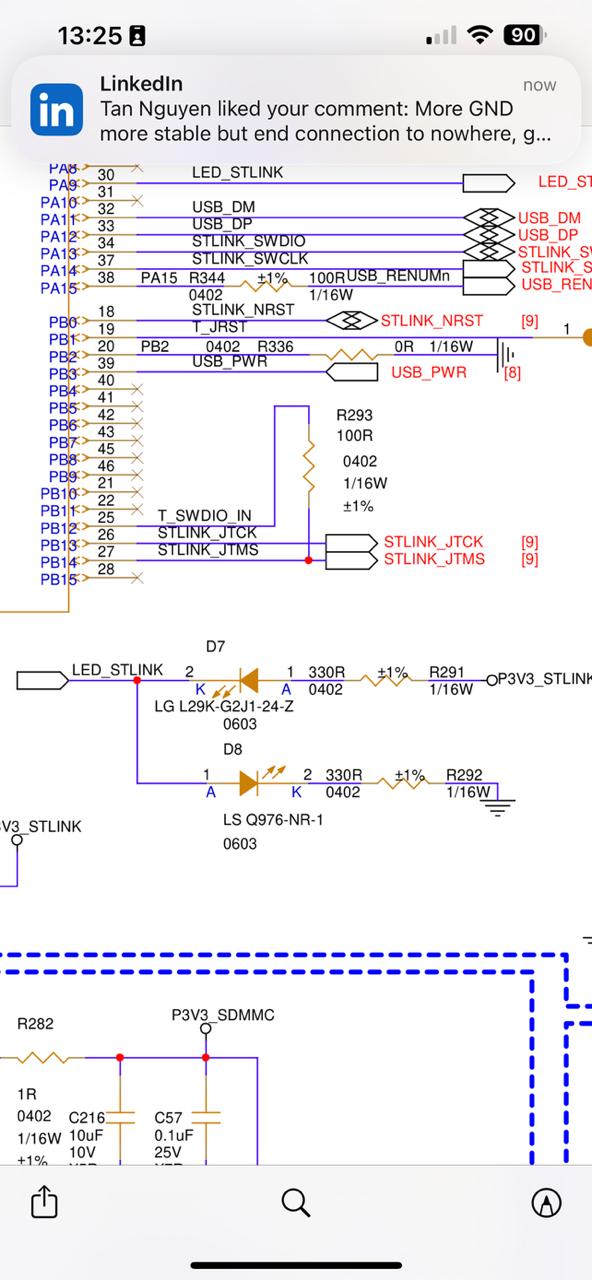 13:25
90
LinkedIn
now
Tan Nguyen liked your comment: More GND
more stable but end connection to nowhere, g...
PA8
30
LED_STLINK
PA9
LED_ST
31
PA10
32
USB_DM
PA11
USB_DM
33
USB_DP
PA12
USB_DP
34
STLINK_SWDIO
PA13
STLINK_SW
37
STLINK_SWCLK
PA14
STLINK_S
38
PA15 R344 ±1% 100R USB_RENUMn
PA15
USB_REN
0402 1/16W
18
STLINK_NRST
PB0
STLINK_NRST [9]
19
T_JRST
1
PB1
20
PB2 0402 R336 0R 1/16W
PB2
39
USB_PWR
PB3
USB_PWR [8]
40
PB4
41
PB5
42
PB6
43
PB7
45
PB8
46
PB9
21
PB10
22
PB11
25
T_SWDIO_IN
PB12
26
STLINK_JTCK
PB13
STLINK_JTCK [9]
27
STLINK_JTMS
PB14
STLINK_JTMS [9]
28
PB15
R293
100R
0402
1/16W
±1%
D7
LED_STLINK 2 1 330R ±1% R291 P3V3_STLINK
K A 0402 1/16W
LG L29K-G2J1-24-Z
0603
D8
1 2 330R ±1% R292
A K 0402 1/16W
LS Q976-NR-1
0603
3V3_STLINK
R282
P3V3_SDMMC
1R
0402
1/16W
±1%
C216
10uF
10V
C57
0.1uF
25V